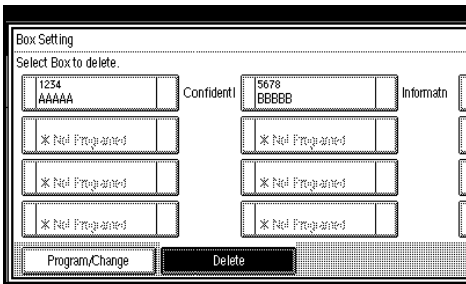 Box Setting
Select Box to delete.
1234
AAAAA
Confidentl
5678
BBBBB
Informatn
* Not Programed
* Not Programed
* Not Programed
* Not Programed
* Not Programed
* Not Programed
Program/Change
Delete